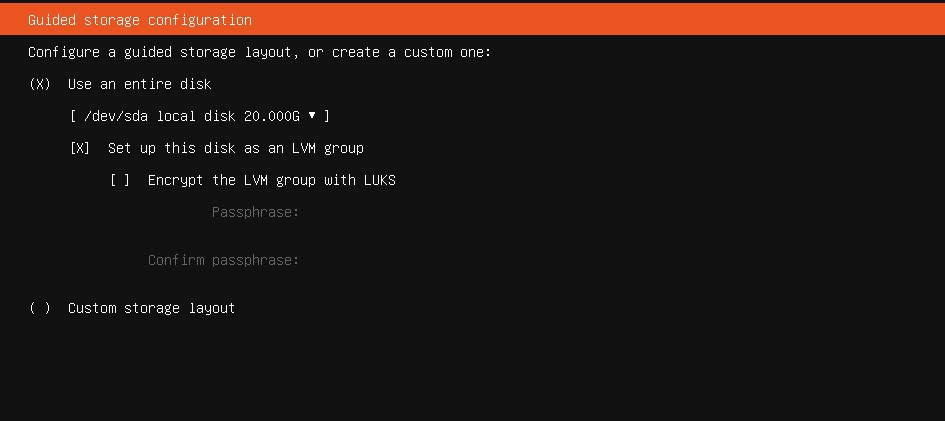 Guided storage configuration
Configure a guided storage layout, or create a custom one:
(X) Use an entire disk
[ /dev/sda local disk 20.000G ▾ ]
[X] Set up this disk as an LVM group
[ ] Encrypt the LVM group with LUKS
Passphrase:
Confirm passphrase:
( ) Custom storage layout